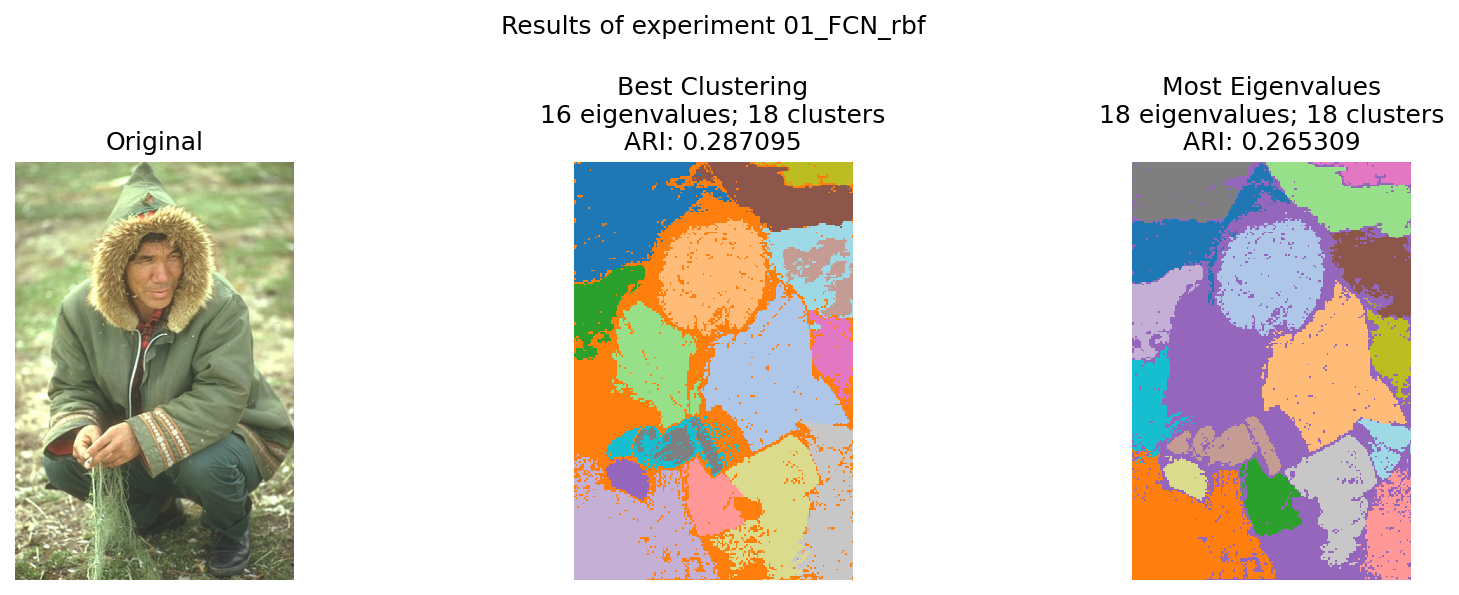 Results of experiment 01_FCN_rbf
Original
Best Clustering
16 eigenvalues; 18 clusters
ARI: 0.287095
Most Eigenvalues
18 eigenvalues; 18 clusters
ARI: 0.265309